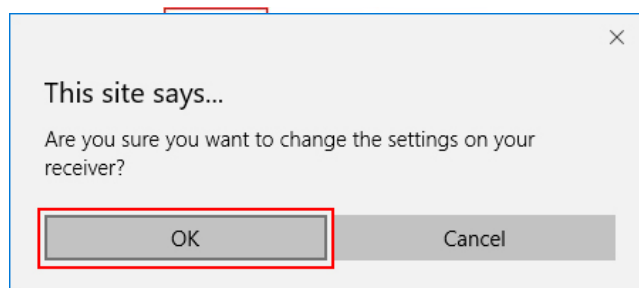 This site says...
Are you sure you want to change the settings on your
receiver?
OK
Cancel